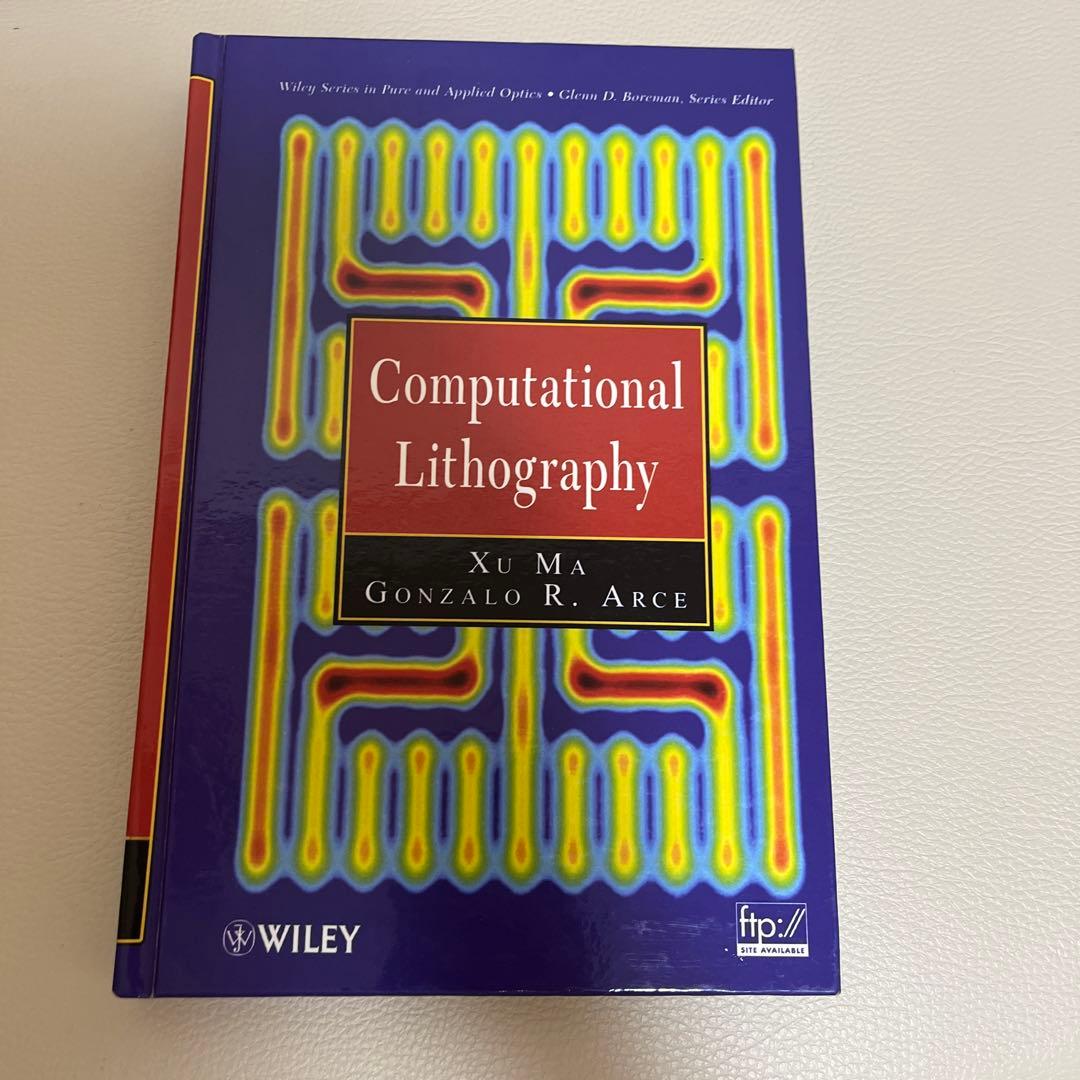 Wiley Series in Pure and Applied Optics • Glenn D. Boreman, Series Editor
Computational
Lithography
XU MA
GONZALO R. ARCE
WILEY
ftp://
SITE AVAILABLE